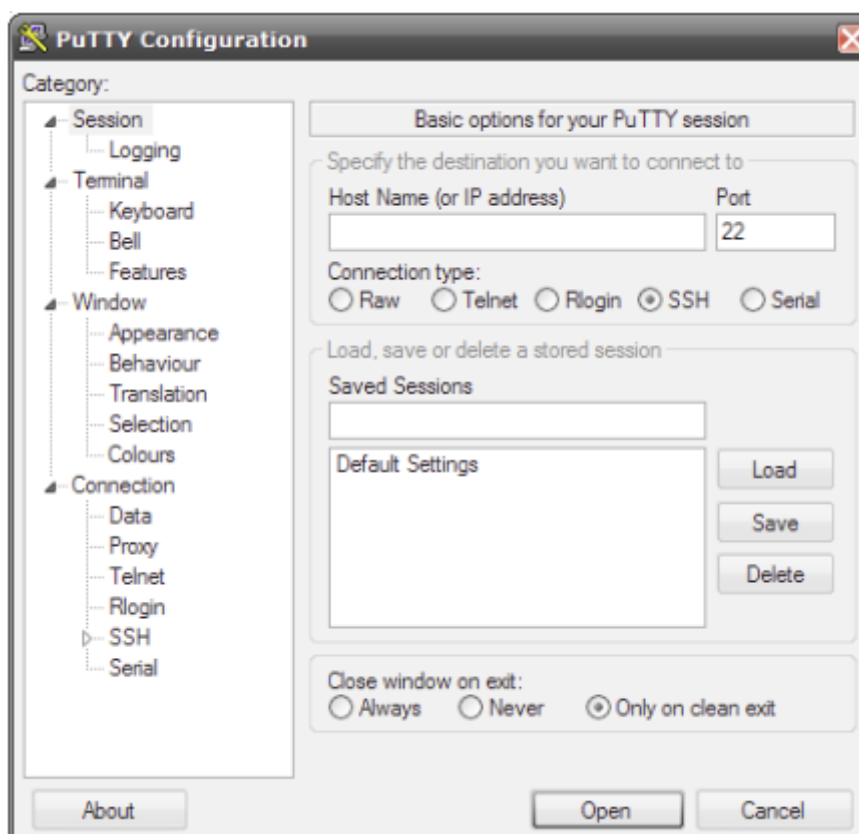 PuTTY Configuration
Category:
Session
Logging
Terminal
Keyboard
Bell
Features
Window
Appearance
Behaviour
Translation
Selection
Colours
Connection
Data
Proxy
Telnet
Rlogin
SSH
Serial
Basic options for your PuTTY session
Specify the destination you want to connect to
Host Name (or IP address) Port
22
Connection type:
Raw Telnet Rlogin SSH Serial
Load, save or delete a stored session
Saved Sessions
Default Settings
Load
Save
Delete
Close window on exit:
Always Never Only on clean exit
About Open Cancel